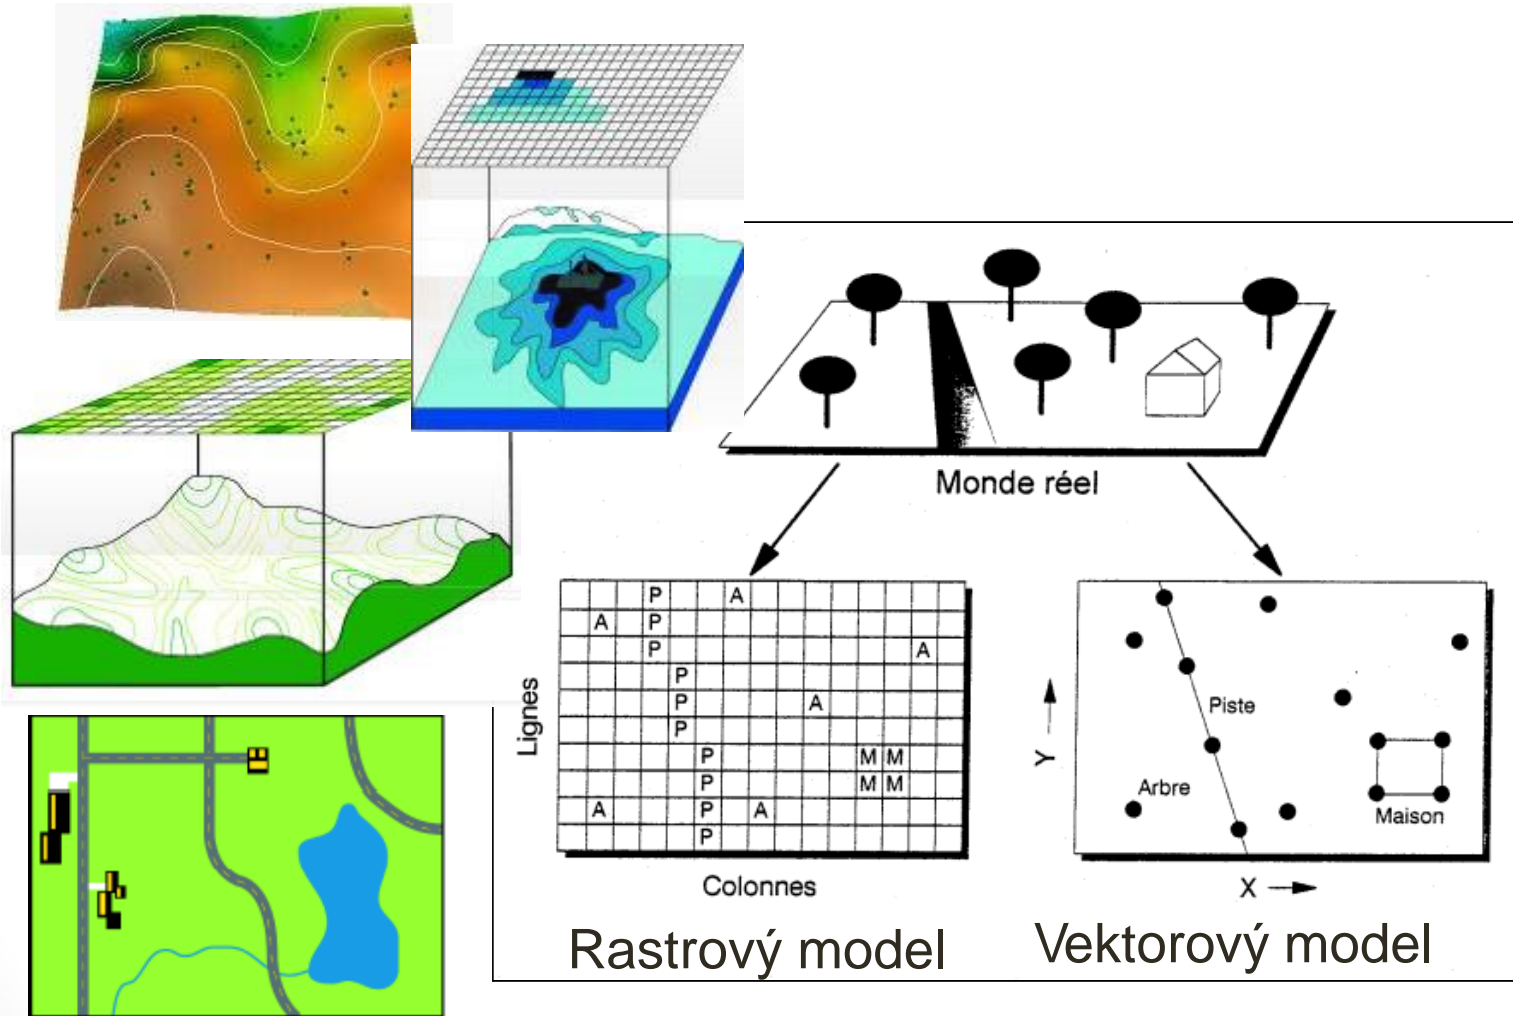 Monde réel
P A
A P
P A
P
P A
P
P M M
P M M
A P A
P
Lignes
Colonnes
Rastrový model
Piste
Arbre
Maison
Y
X
Vektorový model